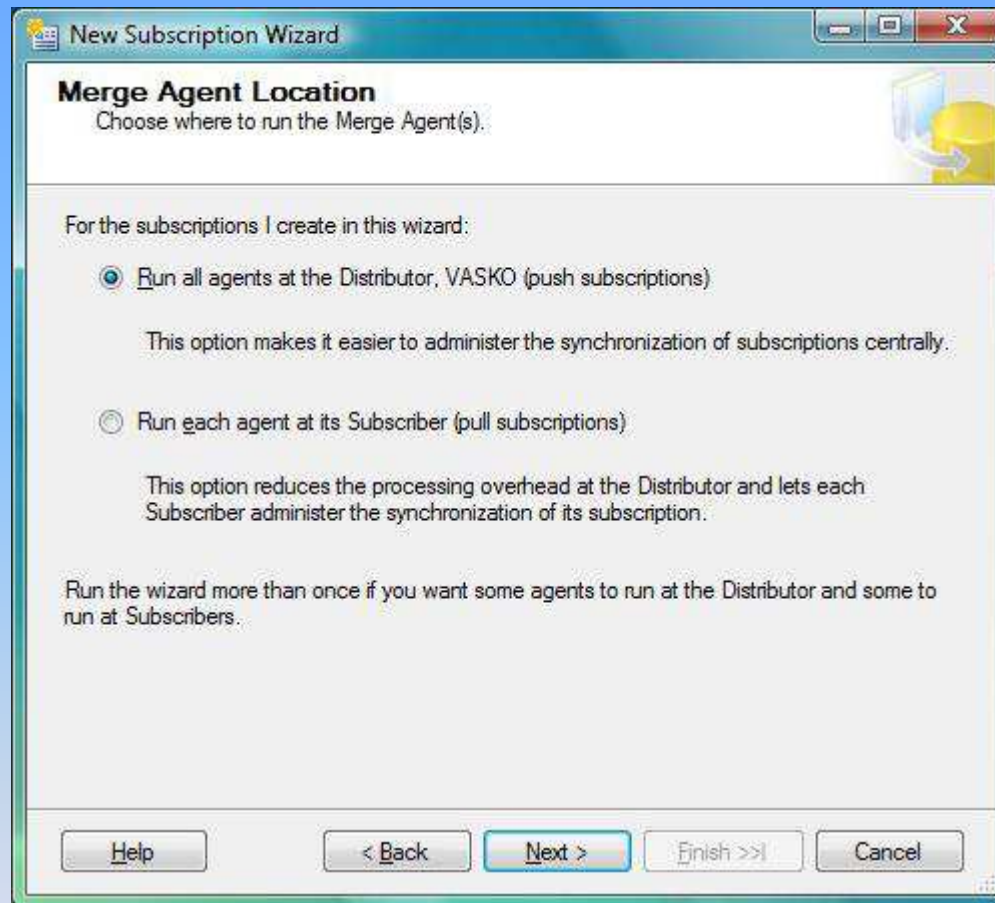 New Subscription Wizard
Merge Agent Location
Choose where to run the Merge Agent(s).
For the subscriptions I create in this wizard:
Run all agents at the Distributor, VASKO (push subscriptions)
This option makes it easier to administer the synchronization of subscriptions centrally.
Run each agent at its Subscriber (pull subscriptions)
This option reduces the processing overhead at the Distributor and lets each
Subscriber administer the synchronization of its subscription.
Run the wizard more than once if you want some agents to run at the Distributor and some to
run at Subscribers.
Help
< Back
Next >
Finish >>|
Cancel